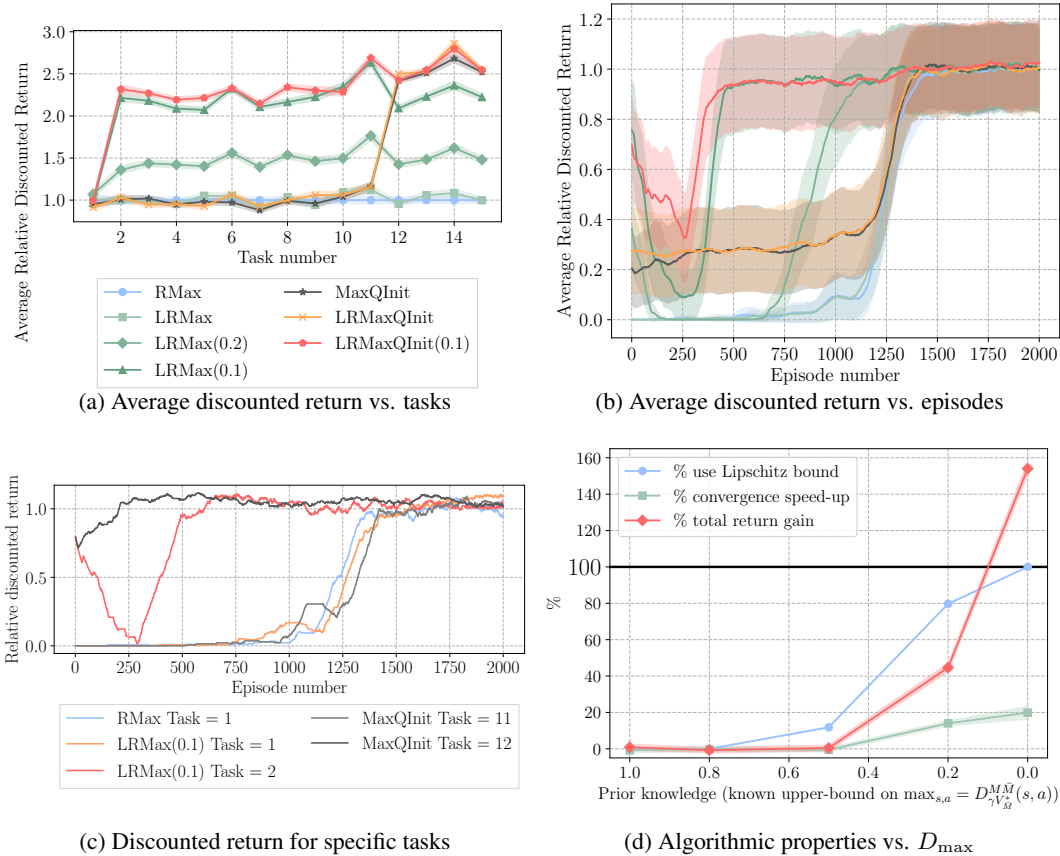 3.0
2.5
2.0
1.5
1.0
Average Relative Discounted Return
2 4 6 8 10 12 14
Task number
RMax
LRMax
LRMax(0.2)
LRMax(0.1)
MaxQInit
LRMaxQInit
LRMaxQInit(0.1)
(a) Average discounted return vs. tasks
1.2
1.0
0.8
0.6
0.4
0.2
0.0
Average Relative Discounted Return
0 250 500 750 1000 1250 1500 1750 2000
Episode number
(b) Average discounted return vs. episodes
1.0
0.5
0.0
Relative discounted return
0 250 500 750 1000 1250 1500 1750 2000
Episode number
RMax Task = 1
LRMax(0.1) Task = 1
LRMax(0.1) Task = 2
MaxQInit Task = 11
MaxQInit Task = 12
(c) Discounted return for specific tasks
160
140
120
100
80
60
40
20
0
%
% use Lipschitz bound
% convergence speed-up
% total return gain
1.0 0.8 0.6 0.4 0.2 0.0
Prior knowledge (known upper-bound on max_{s,a} = D^{M\bar{M}}_{γV^*_{\bar{M}}}(s, a))
(d) Algorithmic properties vs. D_{max}